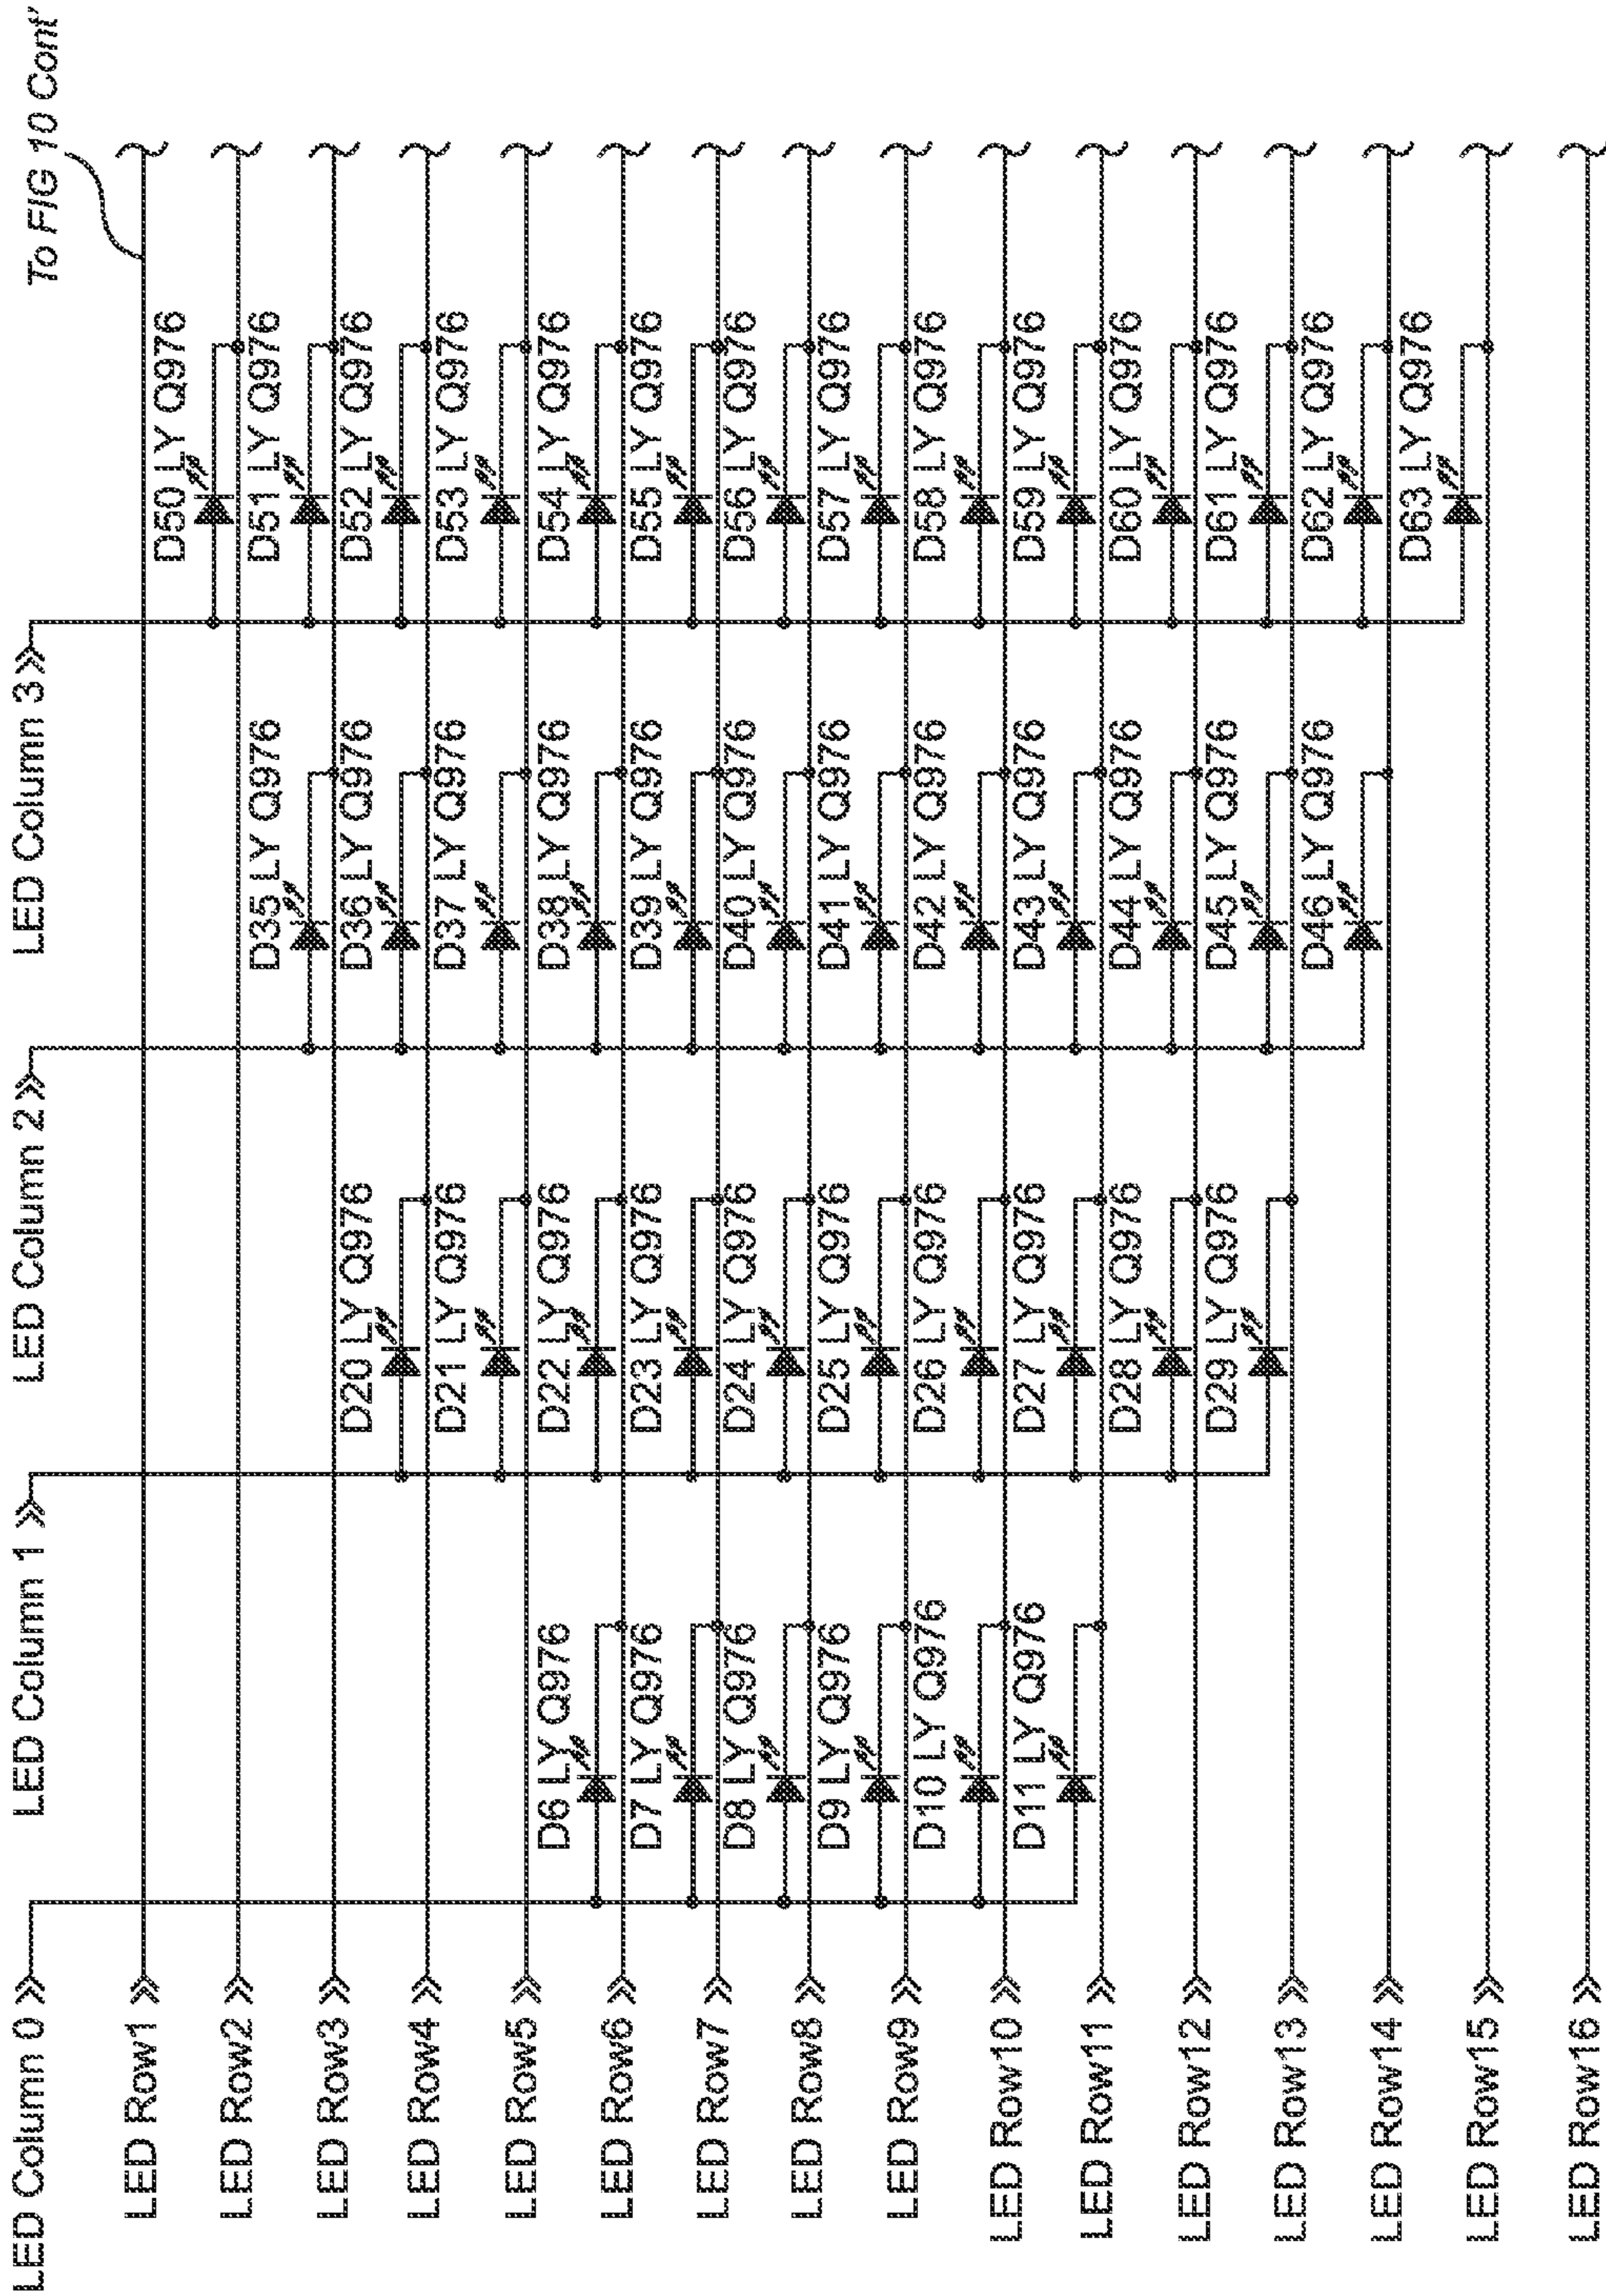 To FIG 10 Cont'
LED Column 0
LED Column 1
LED Column 2
LED Column 3
LED Row1
LED Row2
D50 LY Q976
LED Row3
D35 LY Q976
D51 LY Q976
LED Row4
D20 LY Q976
D36 LY Q976
D52 LY Q976
LED Row5
D21 LY Q976
D37 LY Q976
D53 LY Q976
LED Row6
D6 LY Q976
D22 LY Q976
D38 LY Q976
D54 LY Q976
LED Row7
D7 LY Q976
D23 LY Q976
D39 LY Q976
D55 LY Q976
LED Row8
D8 LY Q976
D24 LY Q976
D40 LY Q976
D56 LY Q976
LED Row9
D9 LY Q976
D25 LY Q976
D41 LY Q976
D57 LY Q976
LED Row10
D10 LY Q976
D26 LY Q976
D42 LY Q976
D58 LY Q976
LED Row11
D11 LY Q976
D27 LY Q976
D43 LY Q976
D59 LY Q976
LED Row12
D28 LY Q976
D44 LY Q976
D60 LY Q976
LED Row13
D29 LY Q976
D45 LY Q976
D61 LY Q976
LED Row14
D46 LY Q976
D62 LY Q976
LED Row15
D63 LY Q976
LED Row16